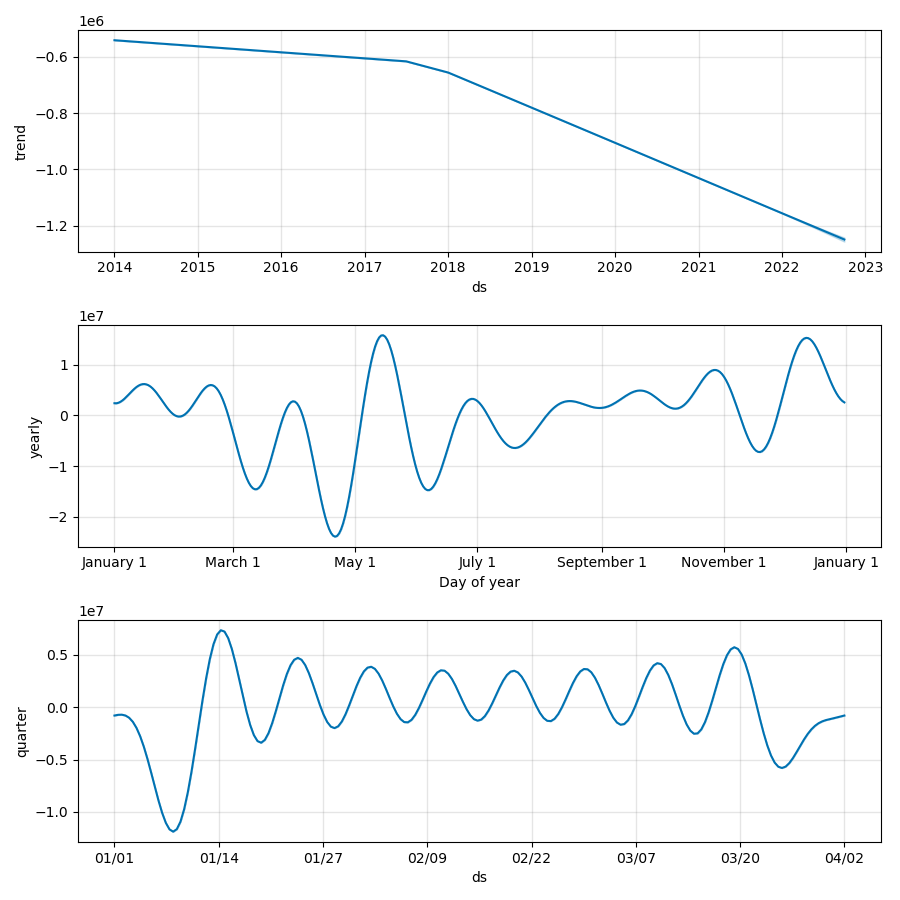 1e6
trend
−0.6
−0.8
−1.0
−1.2
2014 2015 2016 2017 2018 2019 2020 2021 2022 2023
ds
1e7
yearly
1
0
−1
−2
January 1 March 1 May 1 July 1 September 1 November 1 January 1
Day of year
1e7
quarter
0.5
0.0
−0.5
−1.0
01/01 01/14 01/27 02/09 02/22 03/07 03/20 04/02
ds